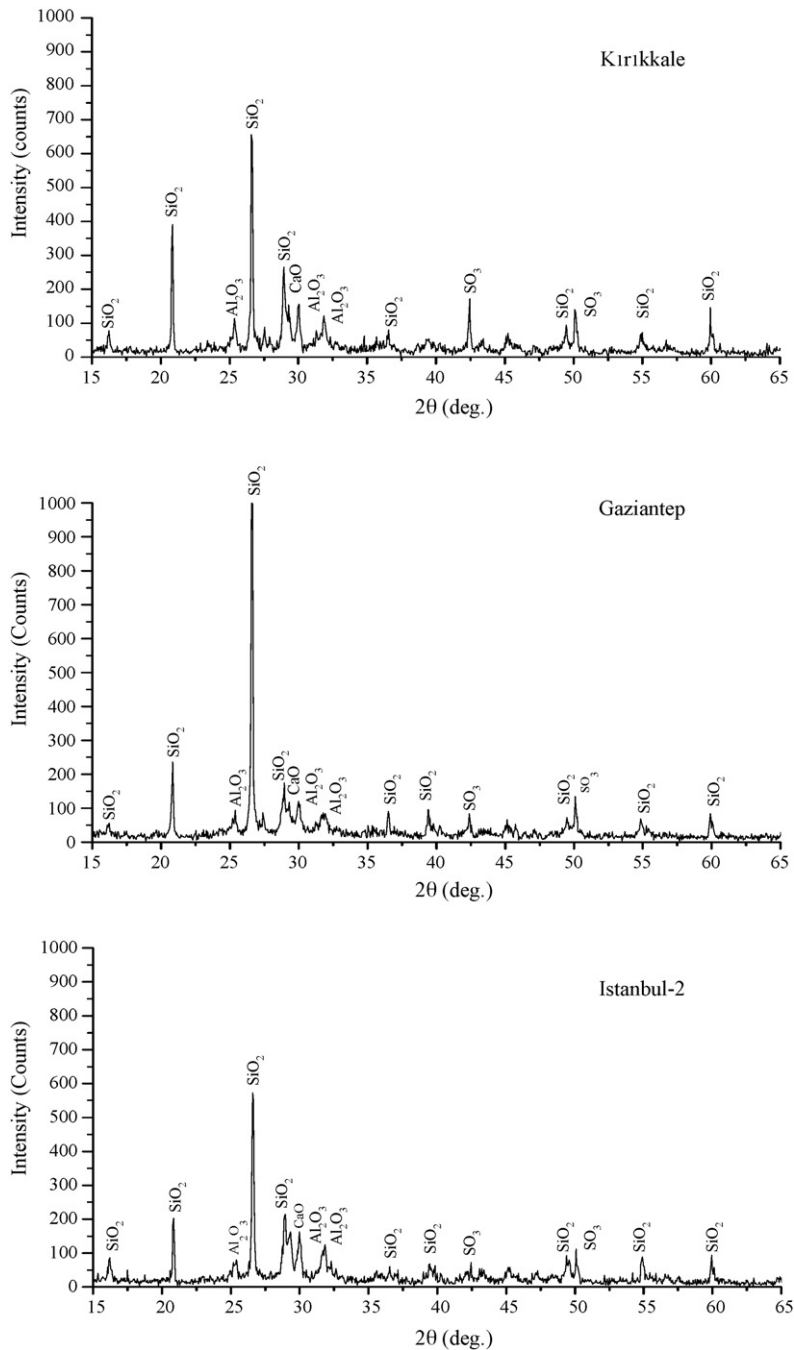 Kırıkkale
Intensity (counts)
1000
900
800
700
600
500
400
300
200
100
0
SiO₂
SiO₂
Al₂O₃
SiO₂
SiO₂
CaO
Al₂O₃
Al₂O₃
SiO₂
SO₃
SiO₂
SO₃
SiO₂
SiO₂
15 20 25 30 35 40 45 50 55 60 65
2θ (deg.)
Gaziantep
Intensity (Counts)
1000
900
800
700
600
500
400
300
200
100
0
SiO₂
SiO₂
Al₂O₃
SiO₂
SiO₂
CaO
Al₂O₃
Al₂O₃
SiO₂
SiO₂
SO₃
SiO₂
SO₃
SiO₂
SiO₂
15 20 25 30 35 40 45 50 55 60 65
2θ (deg.)
Istanbul-2
Intensity (Counts)
1000
900
800
700
600
500
400
300
200
100
0
SiO₂
SiO₂
Al₂O₃
SiO₂
SiO₂
CaO
Al₂O₃
Al₂O₃
SiO₂
SiO₂
SO₃
SiO₂
SO₃
SiO₂
SiO₂
15 20 25 30 35 40 45 50 55 60 65
2θ (deg.)